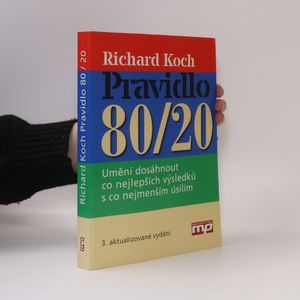 Richard Koch
Pravidlo
80/20
Umění dosáhnout
co nejlepších výsledků
s co nejmenším úsilím
3. aktualizované vydání
mp
Richard Koch Pravidlo 80 / 20
mp